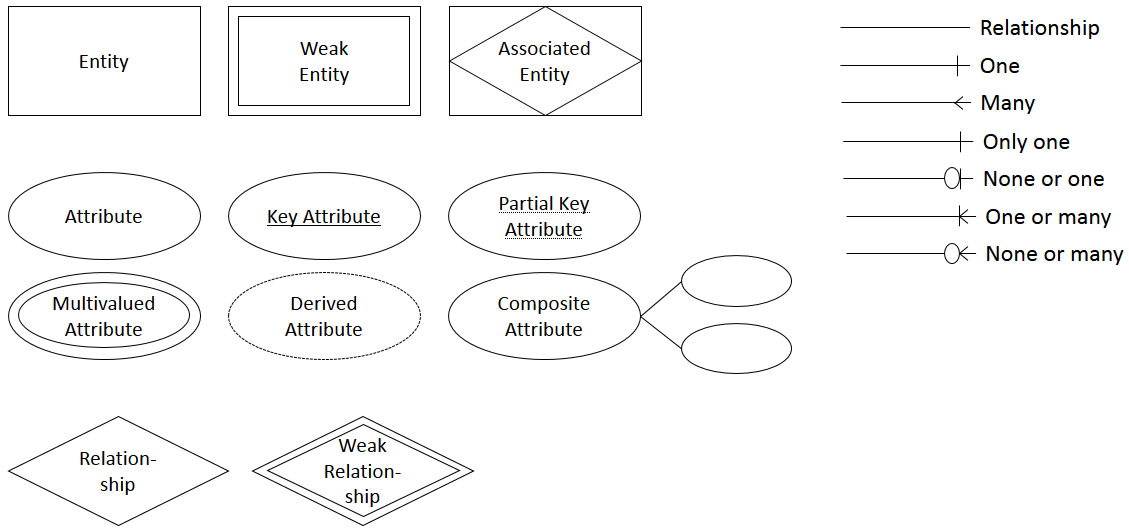 Entity
Weak
Entity
Associated
Entity
Attribute
Key Attribute
Partial Key
Attribute
Multivalued
Attribute
Derived
Attribute
Composite
Attribute
Relation-
ship
Weak
Relation-
ship
Relationship
One
Many
Only one
None or one
One or many
None or many